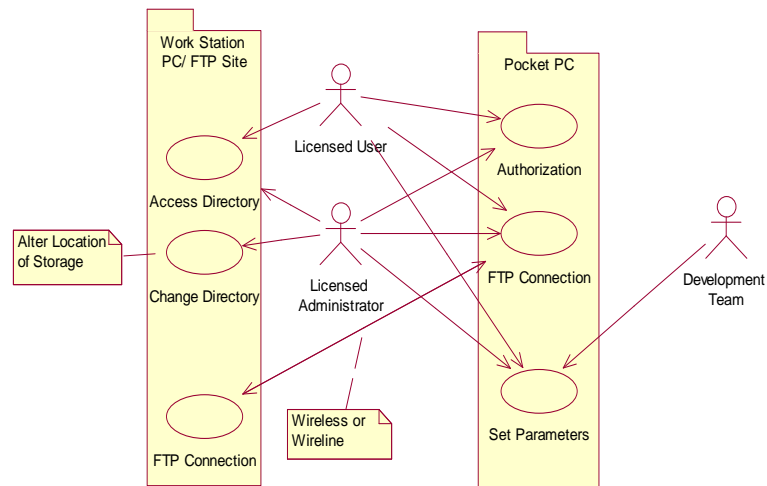 Work Station
PC/ FTP Site
Pocket PC
Licensed User
Authorization
Access Directory
Alter Location
of Storage
Change Directory
Licensed
Administrator
FTP Connection
Development
Team
Wireless or
Wireline
Set Parameters
FTP Connection